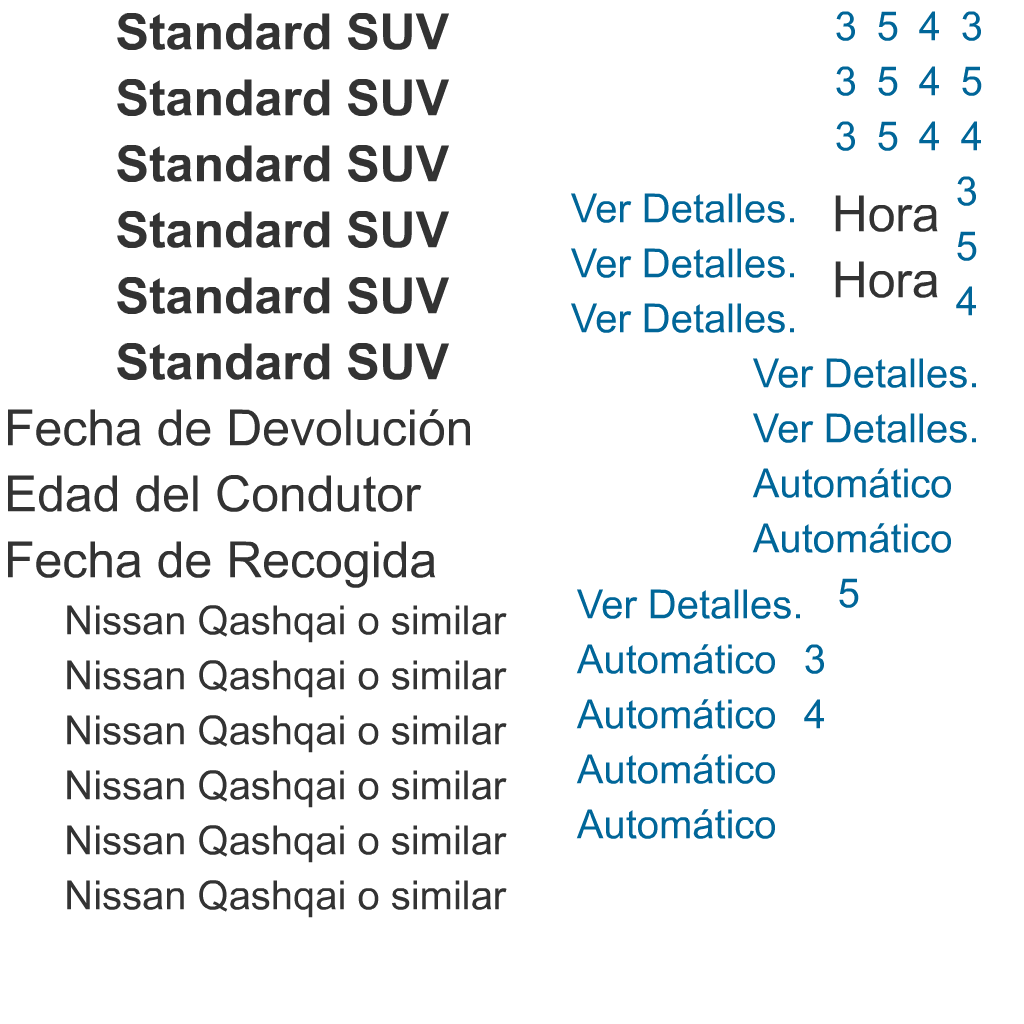 Standard SUV
Standard SUV
Standard SUV
Standard SUV
Standard SUV
Standard SUV
Fecha de Devolución
Edad del Condutor
Fecha de Recogida
Nissan Qashqai o similar
Nissan Qashqai o similar
Nissan Qashqai o similar
Nissan Qashqai o similar
Nissan Qashqai o similar
Nissan Qashqai o similar
3 5 4 3
3 5 4 5
3 5 4 4
Ver Detalles.
Ver Detalles.
Ver Detalles.
Hora
Hora
3
5
4
Ver Detalles.
Ver Detalles.
Automático
Automático
Ver Detalles. 5
Automático 3
Automático 4
Automático
Automático